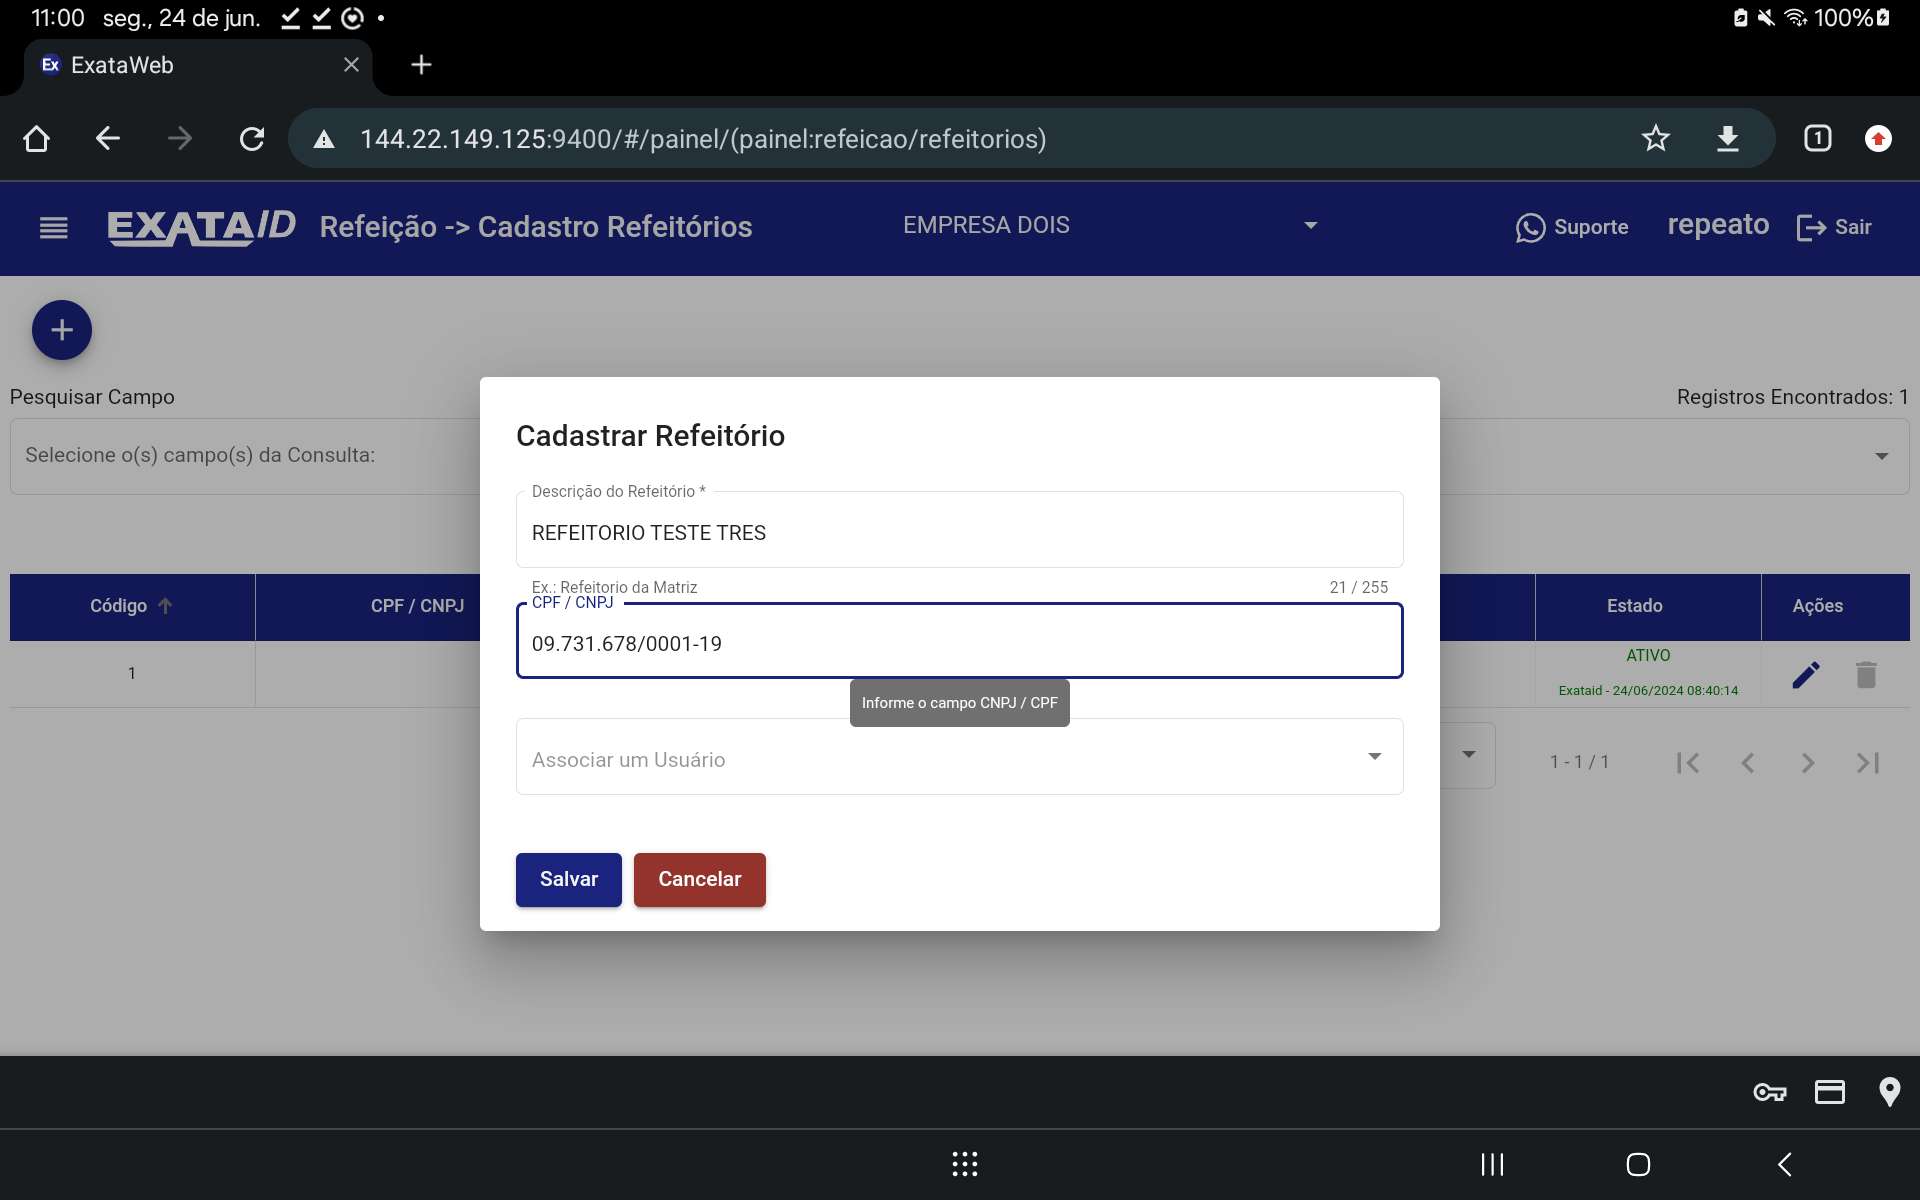 11:00 seg., 24 de jun. 100%
Ex ExataWeb
144.22.149.125:9400/#/painel/(painel:refeicao/refeitorios) 1
EXATAID Refeição -> Cadastro Refeitórios EMPRESA DOIS Suporte repeato Sair
Pesquisar Campo
Registros Encontrados: 1
Selecione o(s) campo(s) da Consulta:
Código CPF / CNPJ Estado Ações
1
ATIVO
Exataid - 24/06/2024 08:40:14
1 - 1 / 1
Cadastrar Refeitório
Descrição do Refeitório *
REFEITORIO TESTE TRES
Ex.: Refeitorio da Matriz 21 / 255
CPF / CNPJ
09.731.678/0001-19
Informe o campo CNPJ / CPF
Associar um Usuário
Salvar Cancelar